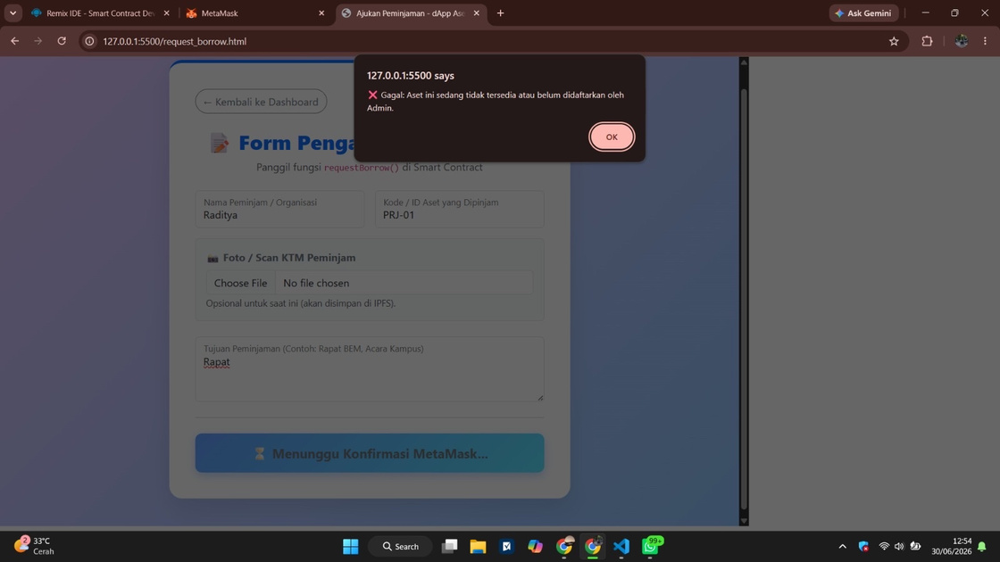 Remix IDE - Smart Contract De
MetaMask
Ajukan Peminjaman - dApp Ase
Ask Gemini
127.0.0.1:5500/request_borrow.html
127.0.0.1:5500 says
❌ Gagal: Aset ini sedang tidak tersedia atau belum didaftarkan oleh
Admin.
OK
← Kembali ke Dashboard
Form Penga
Panggil fungsi requestBorrow() di Smart Contract
Nama Peminjam / Organisasi
Raditya
Kode / ID Aset yang Dipinjam
PRJ-01
Foto / Scan KTM Peminjam
Choose File
No file chosen
Opsional untuk saat ini (akan disimpan di IPFS).
Tujuan Peminjaman (Contoh: Rapat BEM, Acara Kampus)
Rapat
⏳ Menunggu Konfirmasi MetaMask...
2
33°C
Cerah
Search
99+
12:54
30/06/2026